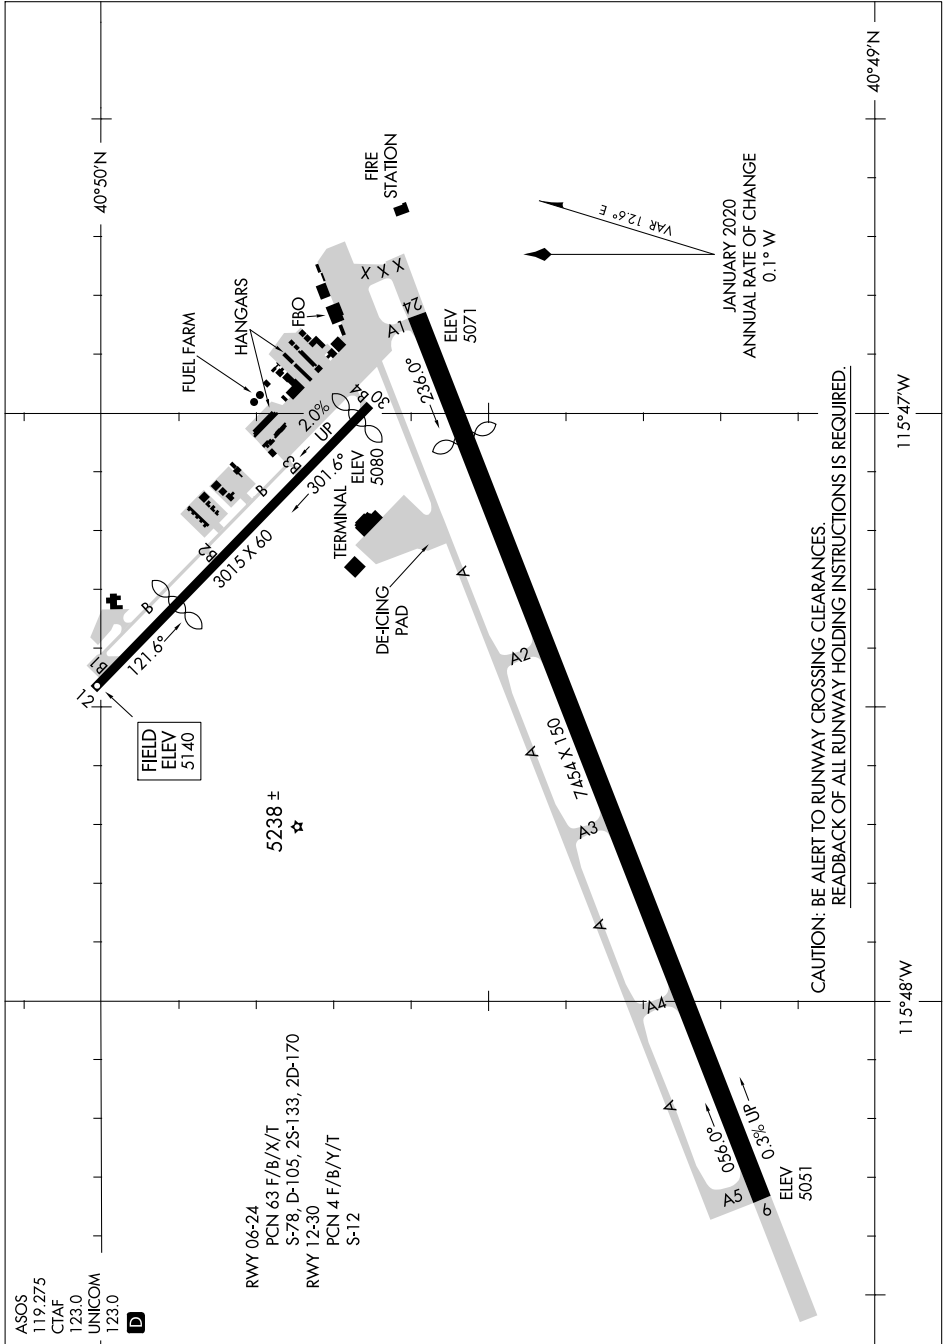 ASOS
119.275
CTAF
123.0
UNICOM
123.0
D
RWY 06-24
PCN 63 F/B/X/T
S-78, D-105, 2S-133, 2D-170
RWY 12-30
PCN 4 F/B/Y/T
S-12
5238 ±
FIELD
ELEV
5140
12
B1
121.6°
B
B2
3015 X 60
B
B3
301.6°
UP
2.0%
B4
30
ELEV
5080
FUEL FARM
HANGARS
FBO
40°50'N
FIRE
STATION
TERMINAL
DE-ICING
PAD
X
X
X
A1
24
ELEV
5071
236.0°
A
A2
A
7454 X 150
A3
A
A4
A
A5
056.0°
0.3% UP
6
ELEV
5051
VAR 12.6° E
JANUARY 2020
ANNUAL RATE OF CHANGE
0.1° W
CAUTION: BE ALERT TO RUNWAY CROSSING CLEARANCES.
READBACK OF ALL RUNWAY HOLDING INSTRUCTIONS IS REQUIRED.
40°49'N
115°47'W
115°48'W